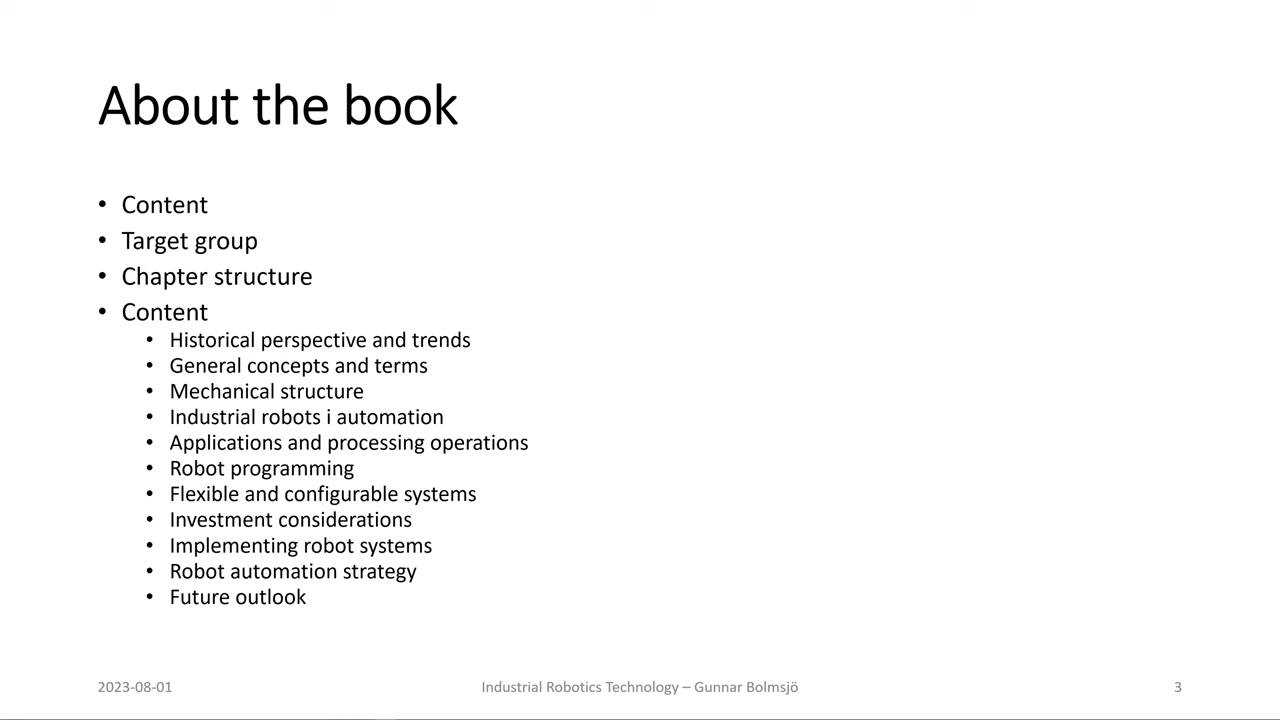 About the book
• Content
• Target group
• Chapter structure
• Content
• Historical perspective and trends
• General concepts and terms
• Mechanical structure
• Industrial robots i automation
• Applications and processing operations
• Robot programming
• Flexible and configurable systems
• Investment considerations
• Implementing robot systems
• Robot automation strategy
• Future outlook
2023-08-01 Industrial Robotics Technology – Gunnar Bolmsjö 3